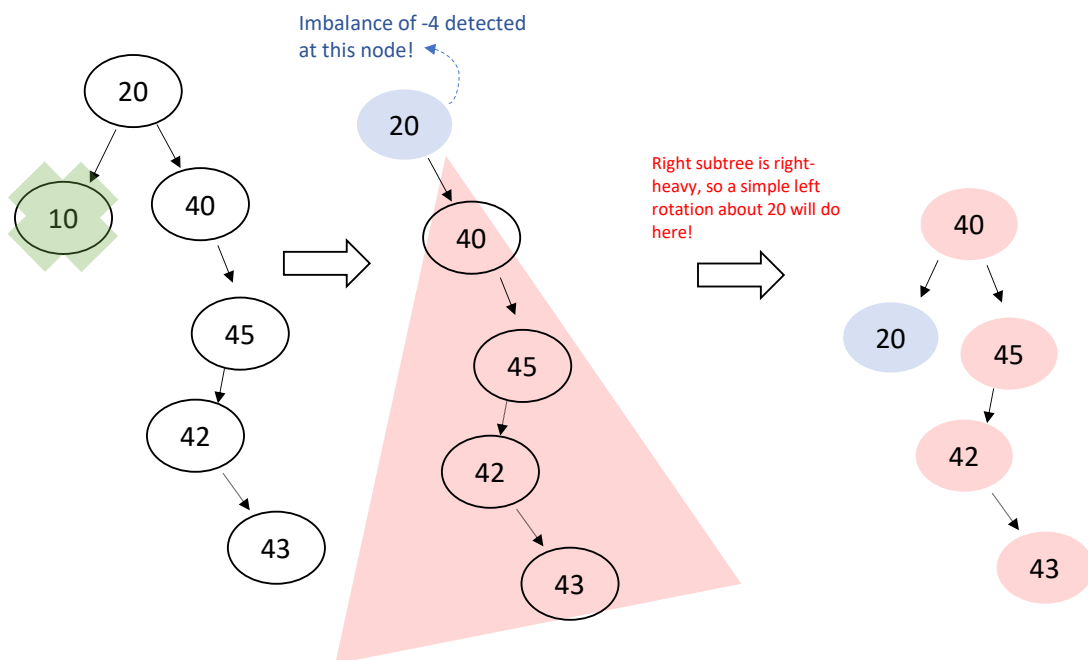 Imbalance of -4 detected
at this node!
20
10
40
45
42
43
20
40
45
42
43
Right subtree is right-
heavy, so a simple left
rotation about 20 will do
here!
40
20
45
42
43